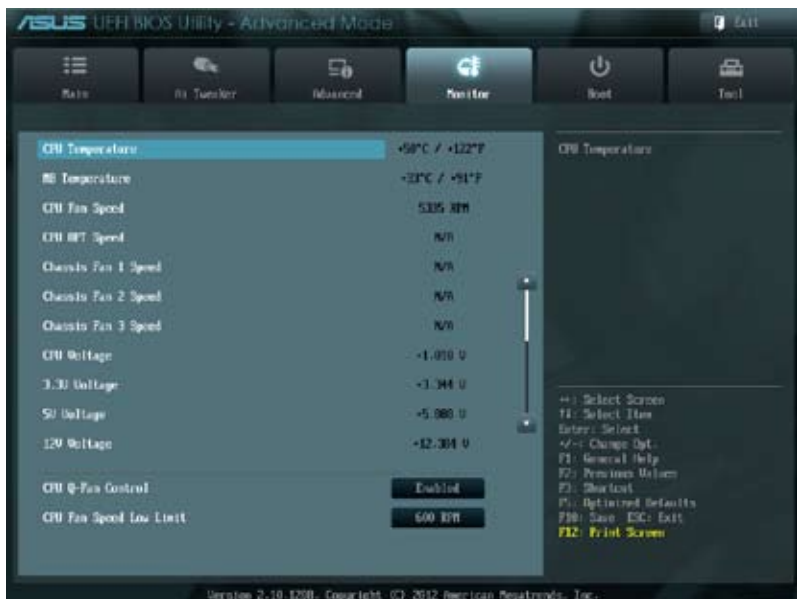 ASUS UEFI BIOS Utility - Advanced Mode
Exit
Main
Ai Tweaker
Advanced
Monitor
Boot
Tool
CPU Temperature +50°C / +122°F
MB Temperature +33°C / +91°F
CPU Fan Speed RPM
CPU OPT Speed N/A
Chassis Fan 1 Speed N/A
Chassis Fan 2 Speed N/A
Chassis Fan 3 Speed N/A
CPU Voltage V
3.3V Voltage +3.344 V
5V Voltage V
12V Voltage V
CPU Q-Fan Control Enabled
CPU Fan Speed Low Limit 600 RPM
CPU Temperature
: Select Screen
: Select Item
Enter: Select
+/-: Change Opt.
F1: General Help
F2: Previous Values
F3: Shortcut
F5: Optimized Defaults
F10: Save ESC: Exit
F12: Print Screen
Version 2.10.1208. Copyright (C) 2012 American Megatrends, Inc.